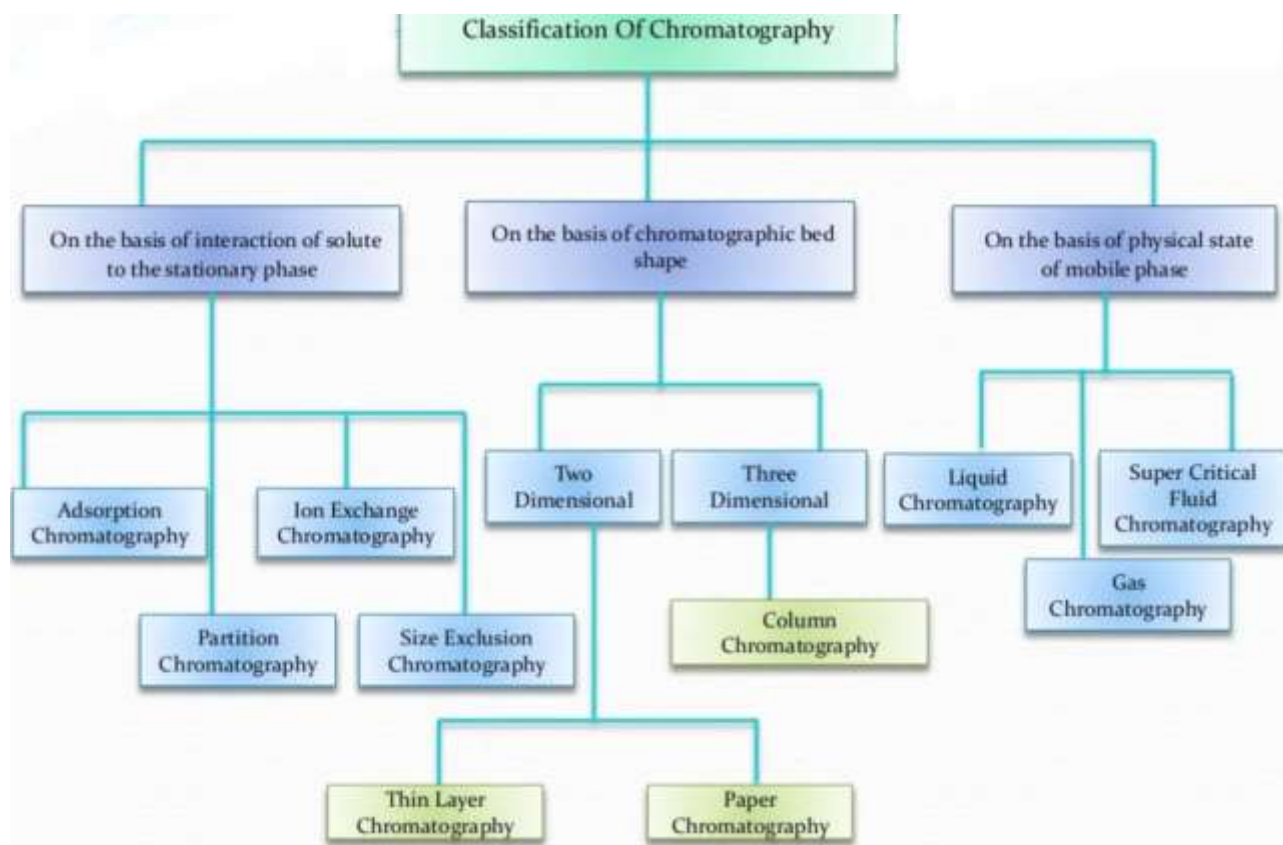 Classification Of Chromatography
On the basis of interaction of solute
to the stationary phase
On the basis of chromatographic bed
shape
On the basis of physical state
of mobile phase
Adsorption
Chromatography
Ion Exchange
Chromatography
Partition
Chromatography
Size Exclusion
Chromatography
Two
Dimensional
Three
Dimensional
Column
Chromatography
Thin Layer
Chromatography
Paper
Chromatography
Liquid
Chromatography
Super Critical
Fluid
Chromatography
Gas
Chromatography